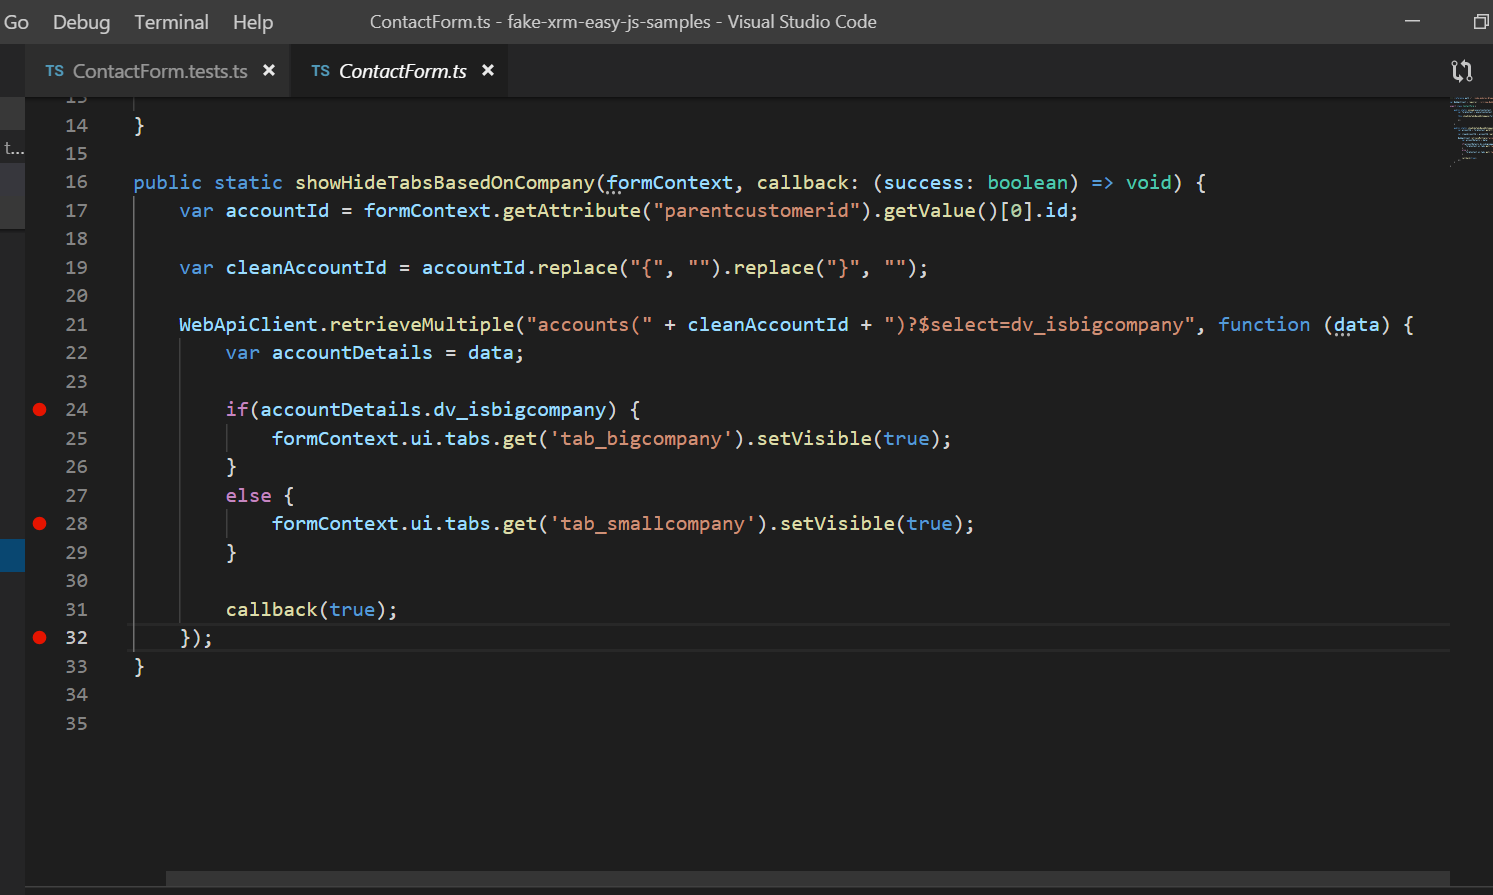 Go Debug Terminal Help ContactForm.ts - fake-xrm-easy-js-samples - Visual Studio Code
TS ContactForm.tests.ts × TS ContactForm.ts ×
t...
13
14 }
15
16 public static showHideTabsBasedOnCompany(formContext, callback: (success: boolean) => void) {
17 var accountId = formContext.getAttribute("parentcustomerid").getValue()[0].id;
18
19 var cleanAccountId = accountId.replace("{", "").replace("}", "");
20
21 WebApiClient.retrieveMultiple("accounts(" + cleanAccountId + ")?$select=dv_isbigcompany", function (data) {
22 var accountDetails = data;
23
24 if(accountDetails.dv_isbigcompany) {
25 formContext.ui.tabs.get('tab_bigcompany').setVisible(true);
26 }
27 else {
28 formContext.ui.tabs.get('tab_smallcompany').setVisible(true);
29 }
30
31 callback(true);
32 });
33 }
34
35